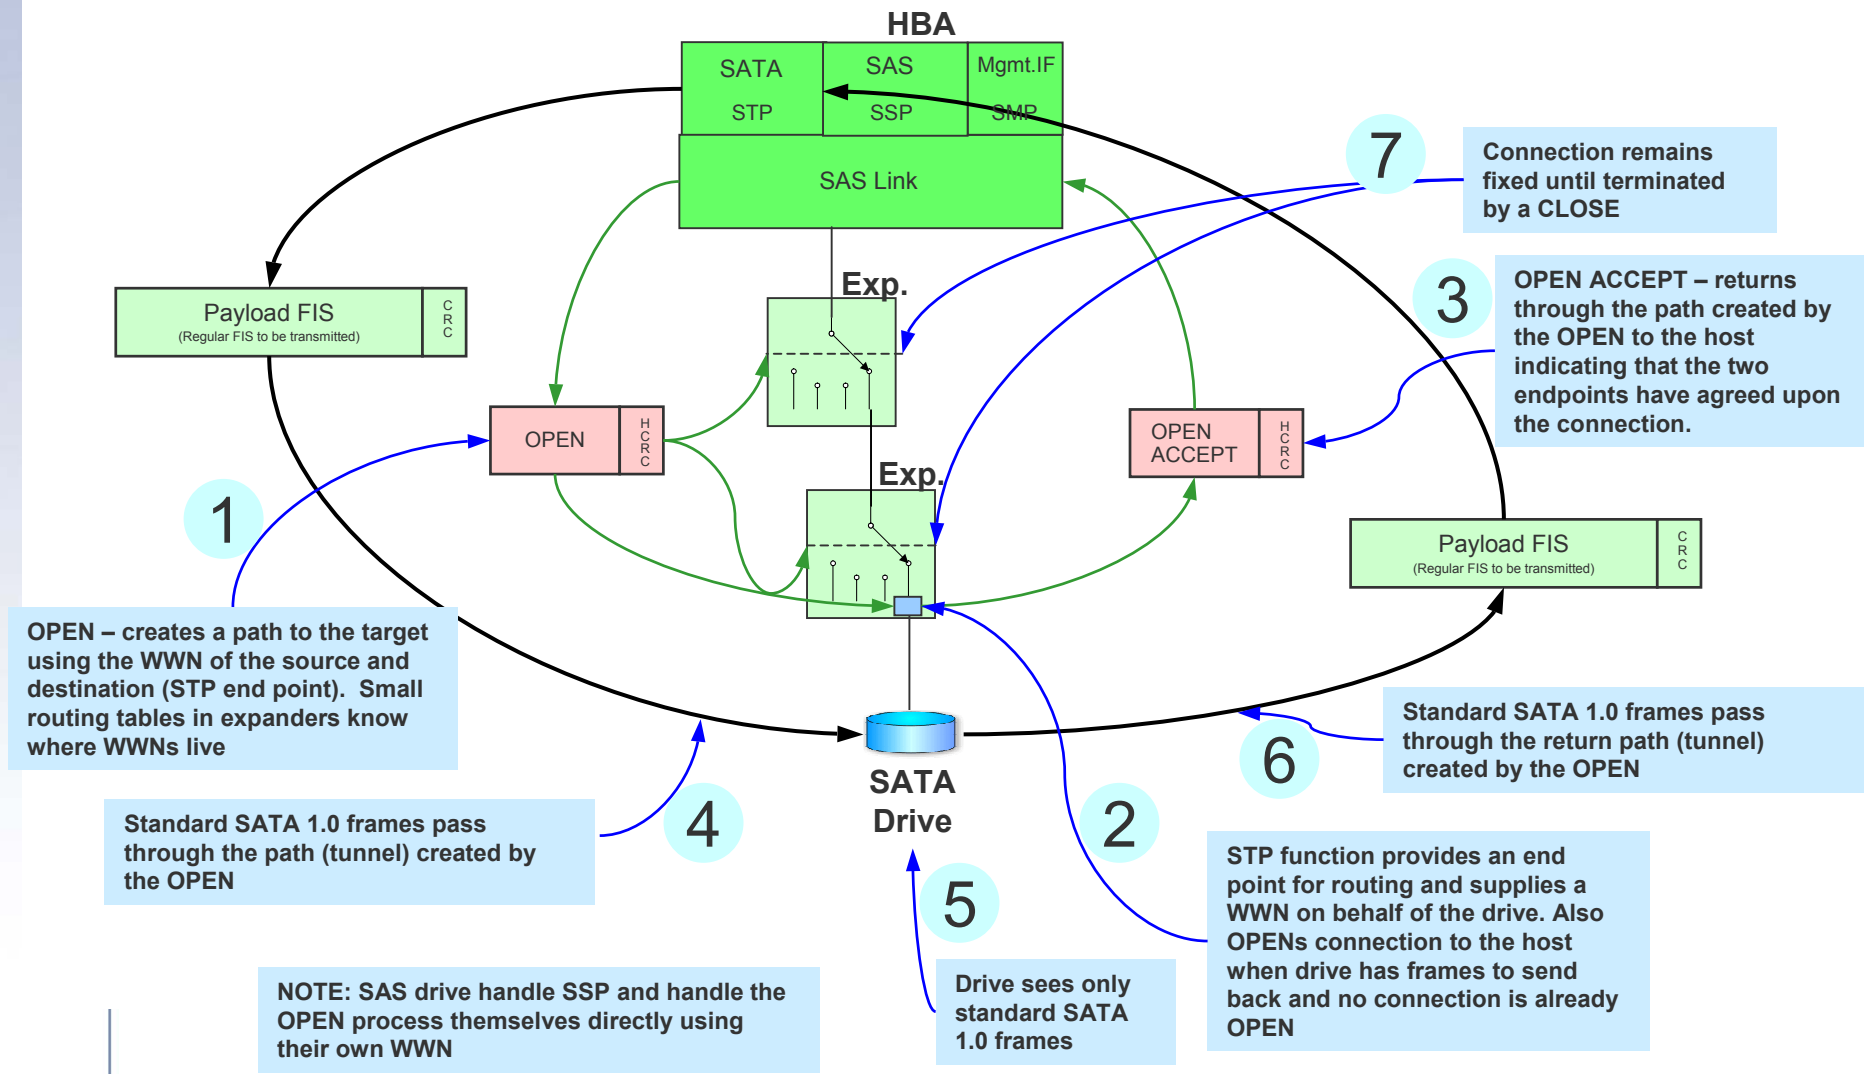 HBA
SATA
SAS
Mgmt.IF
STP
SSP
SMP
SAS Link
7
Connection remains
fixed until terminated
by a CLOSE
3
OPEN ACCEPT – returns
through the path created by
the OPEN to the host
indicating that the two
endpoints have agreed upon
the connection.
Exp.
Payload FIS
(Regular FIS to be transmitted)
CRC
OPEN
HCRC
OPEN
ACCEPT
HCRC
Exp.
1
Payload FIS
(Regular FIS to be transmitted)
CRC
OPEN – creates a path to the target
using the WWN of the source and
destination (STP end point).  Small
routing tables in expanders know
where WWNs live
Standard SATA 1.0 frames pass
through the return path (tunnel)
created by the OPEN
6
SATA
Drive
4
Standard SATA 1.0 frames pass
through the path (tunnel) created by
the OPEN
2
STP function provides an end
point for routing and supplies a
WWN on behalf of the drive. Also
OPENs connection to the host
when drive has frames to send
back and no connection is already
OPEN
5
Drive sees only
standard SATA
1.0 frames
NOTE: SAS drive handle SSP and handle the
OPEN process themselves directly using
their own WWN